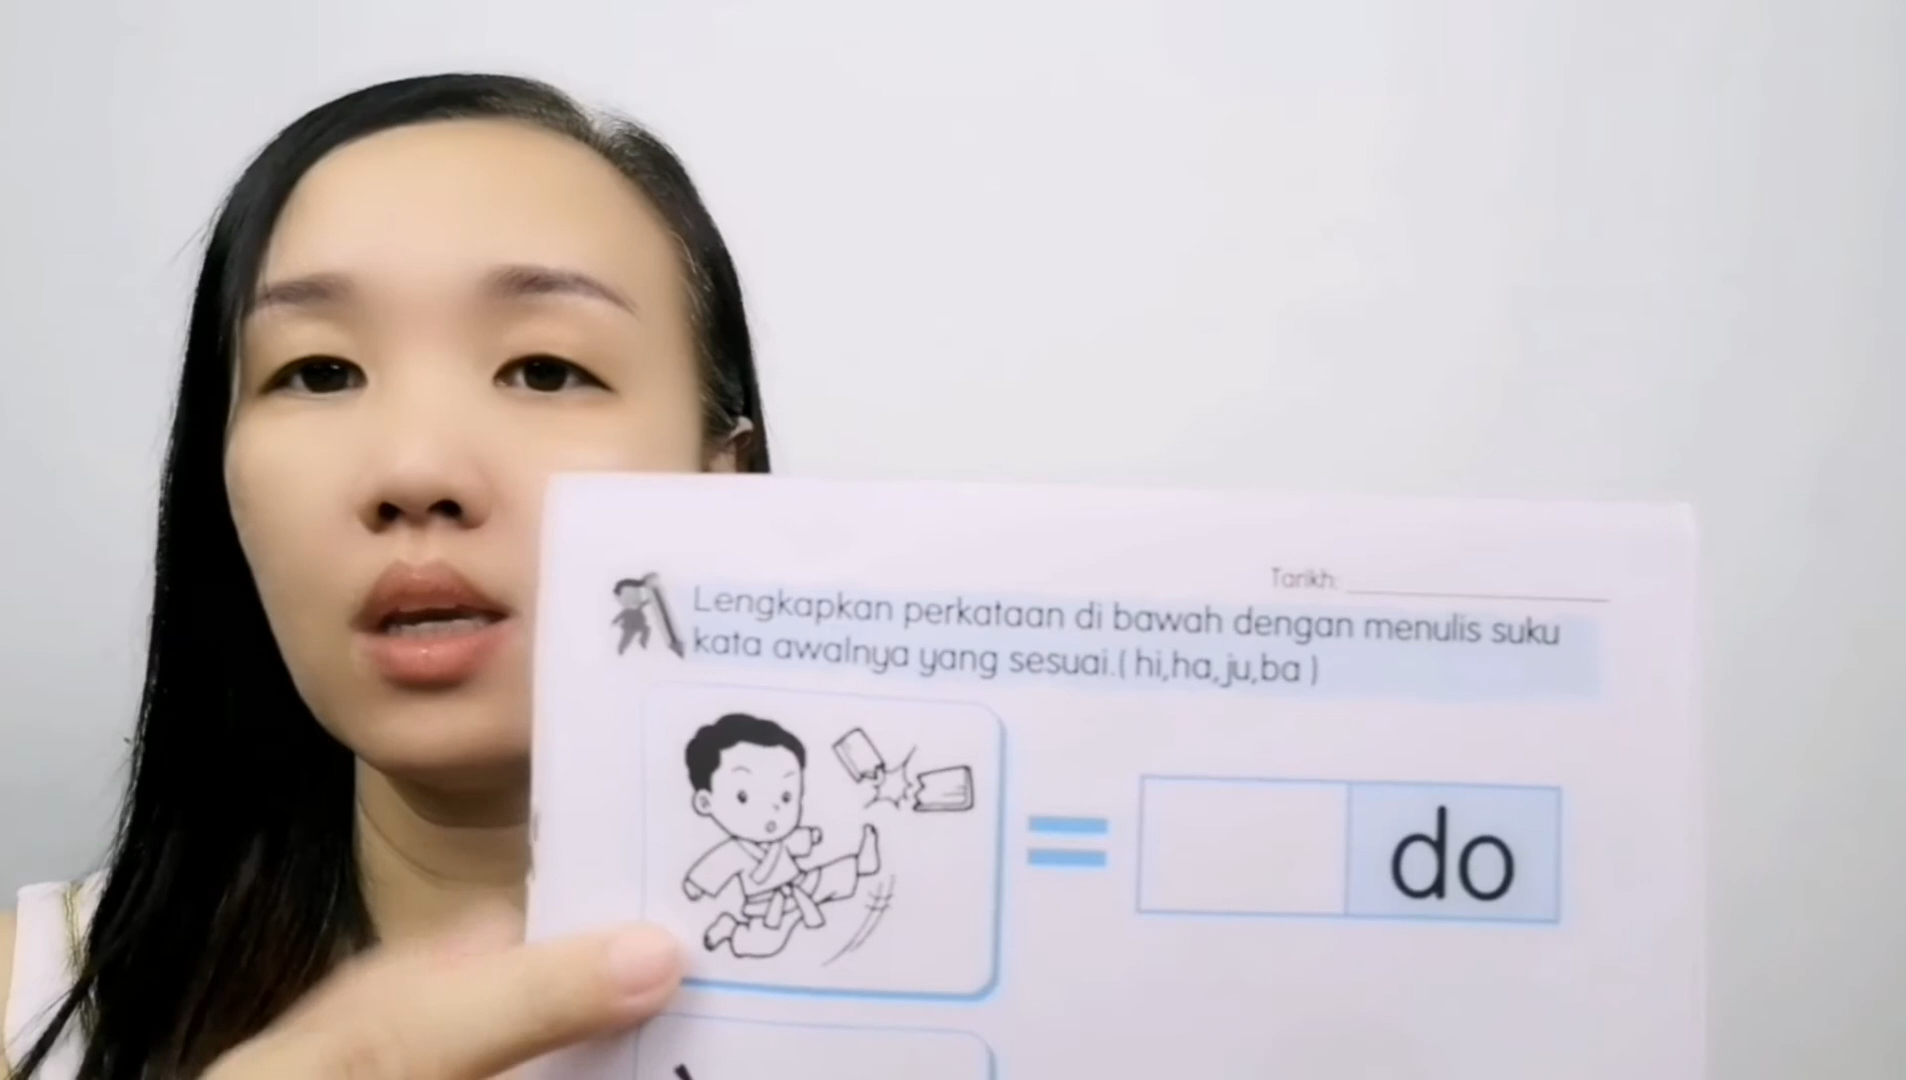 Tarikh:
Lengkapkan perkataan di bawah dengan menulis suku
kata awalnya yang sesuai.( hi,ha,ju,ba )
do